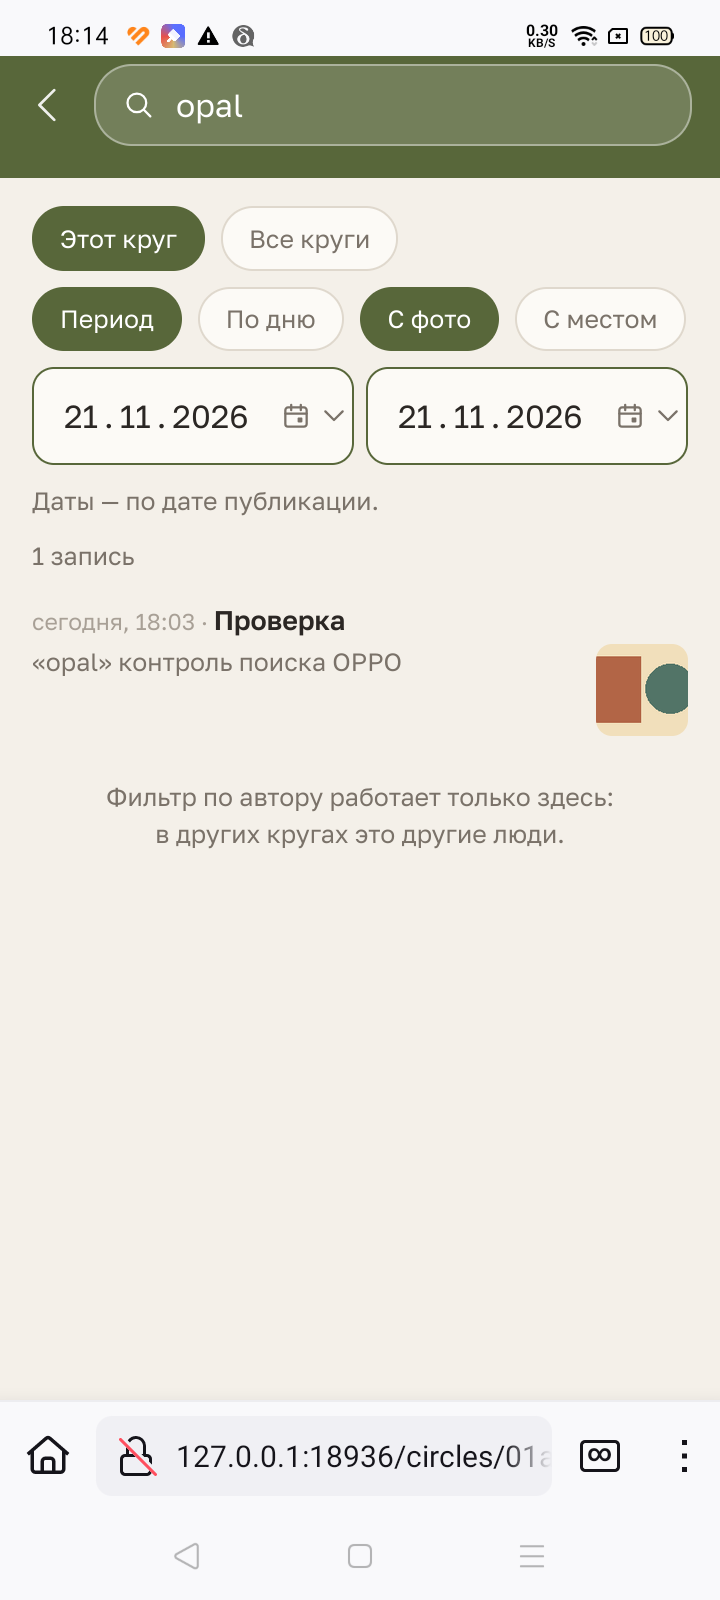 18:14
0.30
KB/S
100
opal
Этот круг
Все круги
Период
По дню
С фото
С местом
21.11.2026
21.11.2026
Даты — по дате публикации.
1 запись
сегодня, 18:03 · Проверка
«opal» контроль поиска OPPO
Фильтр по автору работает только здесь:
в других кругах это другие люди.
127.0.0.1:18936/circles/01a